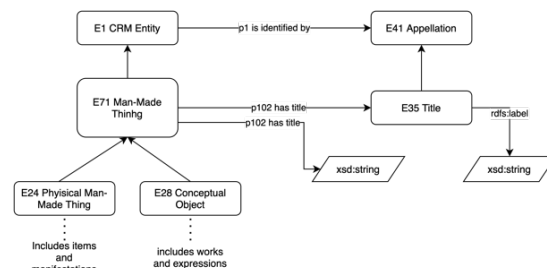 E1 CRM Entity
p1 is identified by
E41 Appellation
E71 Man-Made
Thinhg
p102 has title
p102 has title
E35 Title
rdfs:label
xsd:string
xsd:string
E24 Phyisical Man-
Made Thing
E28 Conceptual
Object
Includes items
and
manifestations
includes works
and expressions